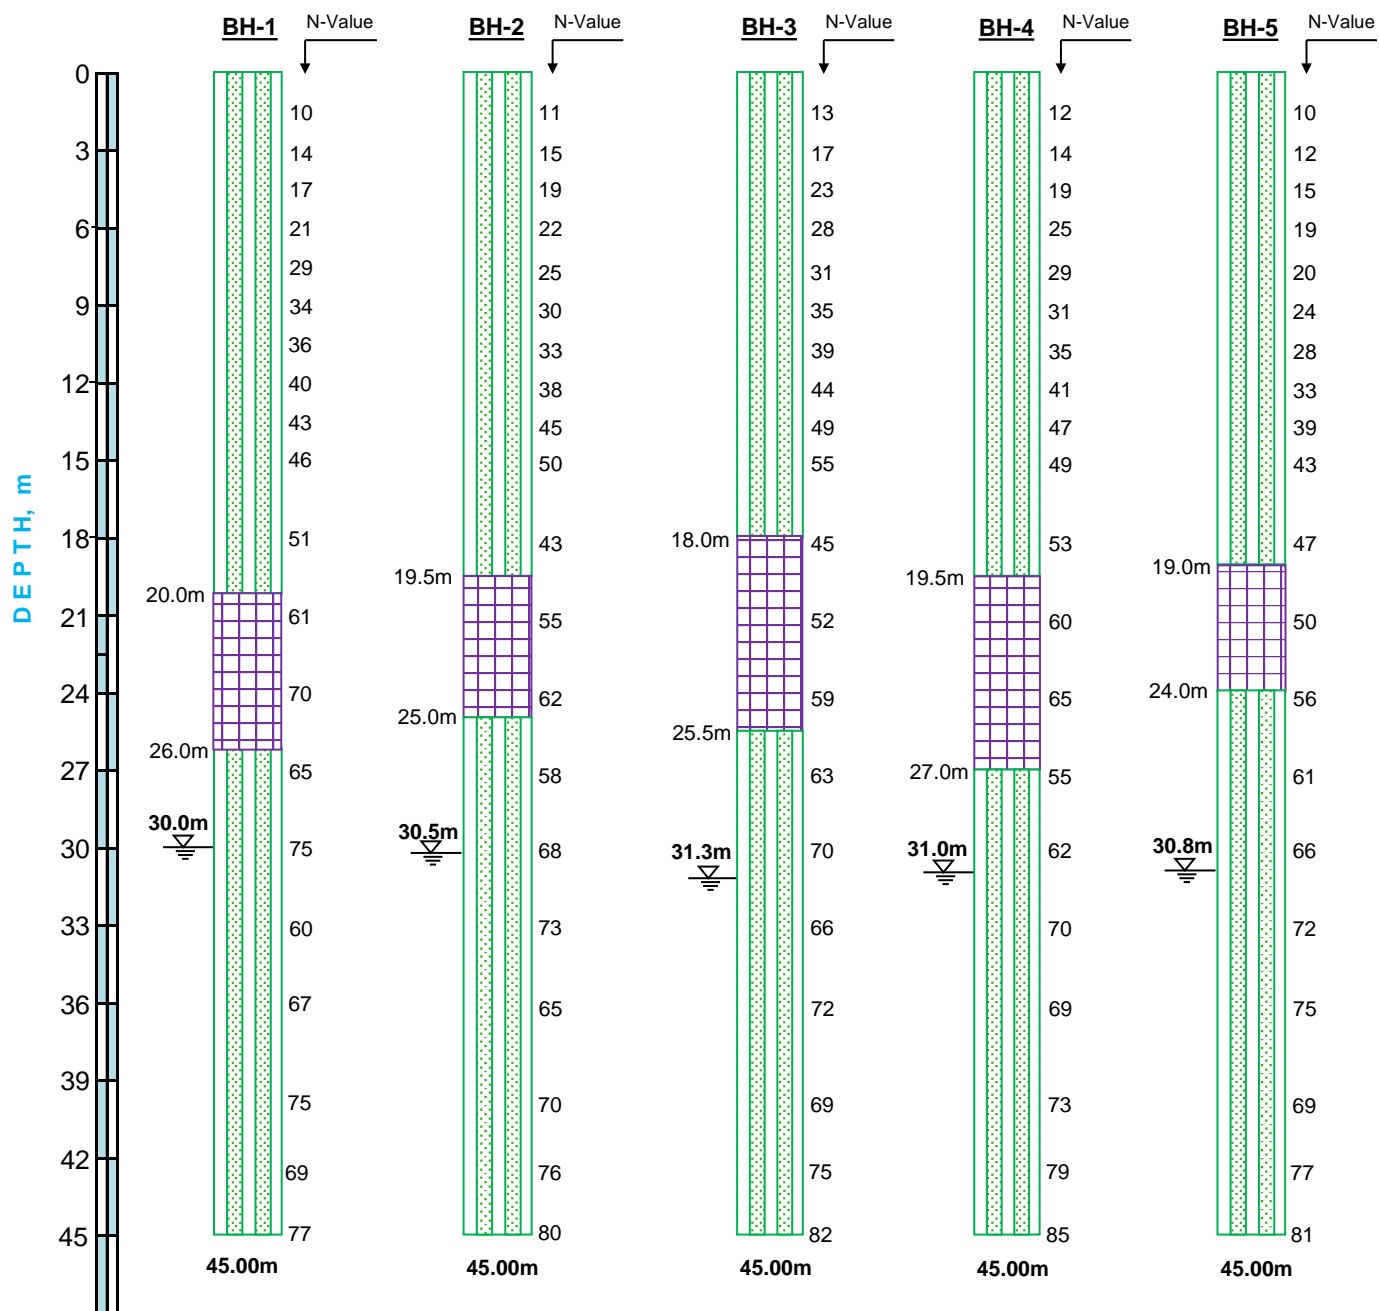 BH-1 N-Value BH-2 N-Value BH-3 N-Value BH-4 N-Value BH-5 N-Value
0
10 11 13 12 10
3 14 15 17 14 12
17 19 23 19 15
6 21 22 28 25 19
29 25 31 29 20
9 34 30 35 31 24
36 33 39 35 28
12 40 38 44 41 33
43 45 49 47 39
15 46 50 55 49 43
DEPTH, m
18 51 43 18.0m 45 53 47
19.5m 19.5m 19.0m
20.0m
21 61 55 52 60 50
24 70 62 59 65 24.0m 56
25.0m
26.0m 25.5m
27 65 58 63 27.0m 55 61
30.0m 30.5m 31.3m 31.0m 30.8m
30 75 68 70 62 66
33 60 73 66 70 72
36 67 65 72 69 75
39 75 70 69 73 69
42 69 76 75 79 77
45 77 80 82 85 81
45.00m 45.00m 45.00m 45.00m 45.00m